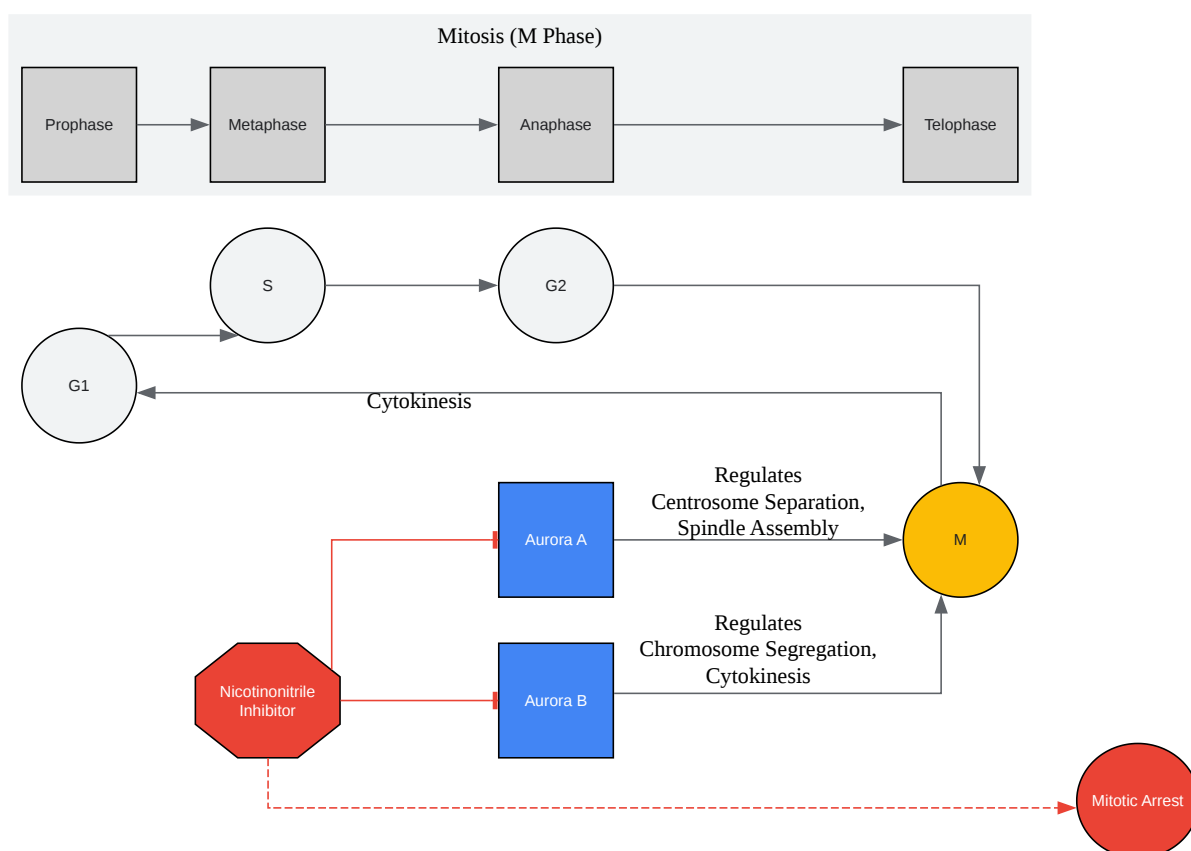 Mitosis (M Phase)
Prophase
Metaphase
Anaphase
Telophase
S
G2
G1
Cytokinesis
Regulates
Centrosome Separation,
Spindle Assembly
Aurora A
M
Regulates
Chromosome Segregation,
Cytokinesis
Nicotinonitrile
Inhibitor
Aurora B
Mitotic Arrest